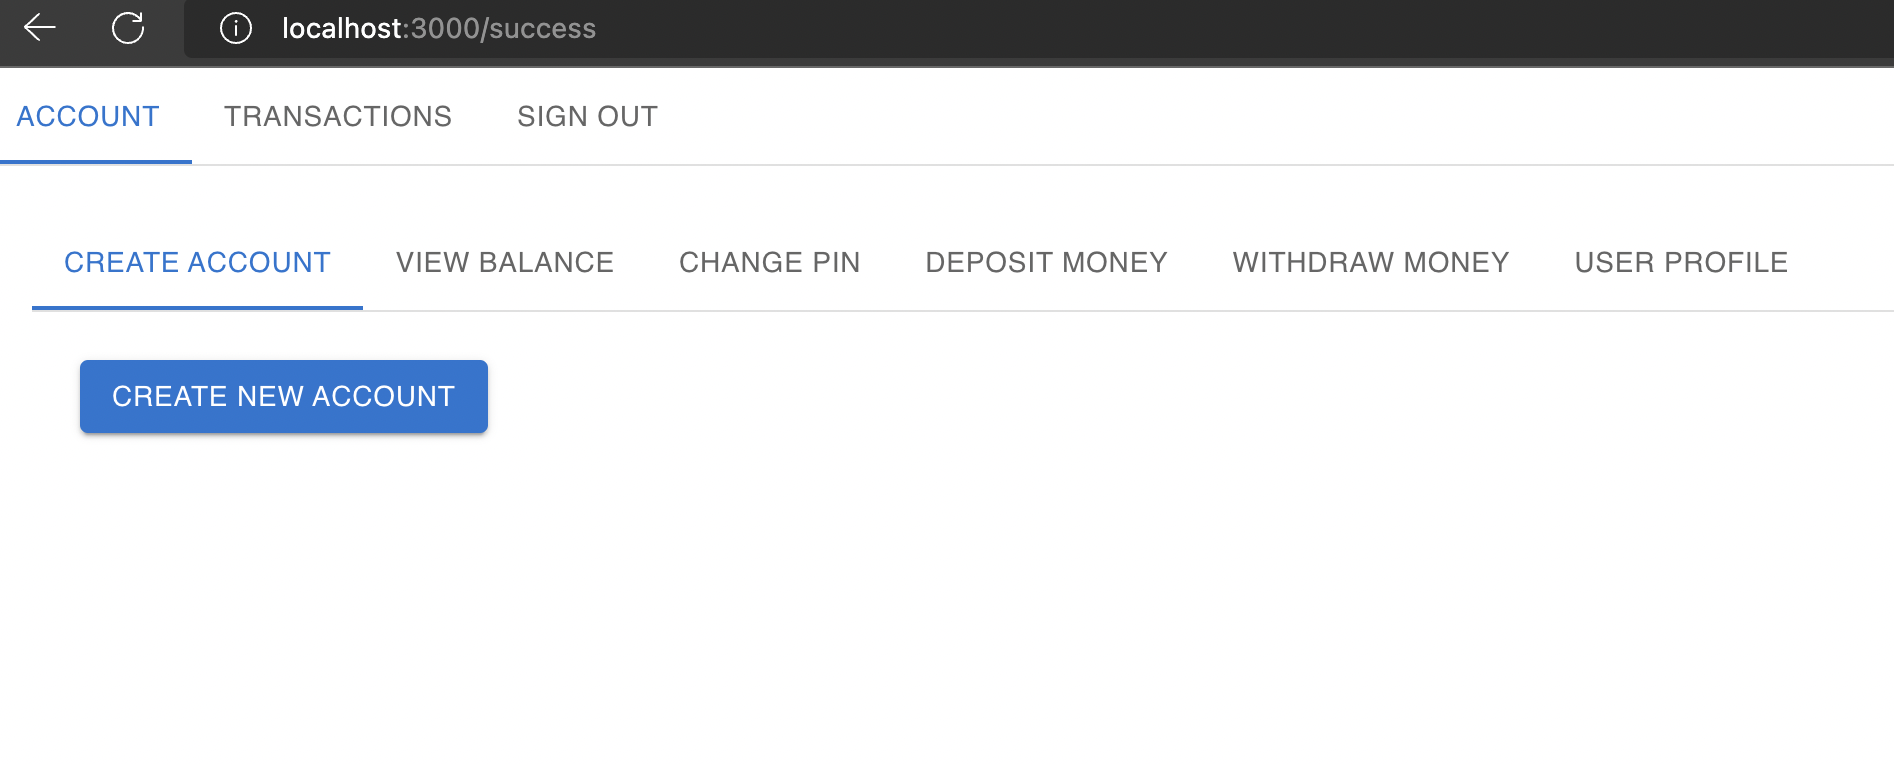 localhost:3000/success
ACCOUNT TRANSACTIONS SIGN OUT
CREATE ACCOUNT VIEW BALANCE CHANGE PIN DEPOSIT MONEY WITHDRAW MONEY USER PROFILE
CREATE NEW ACCOUNT